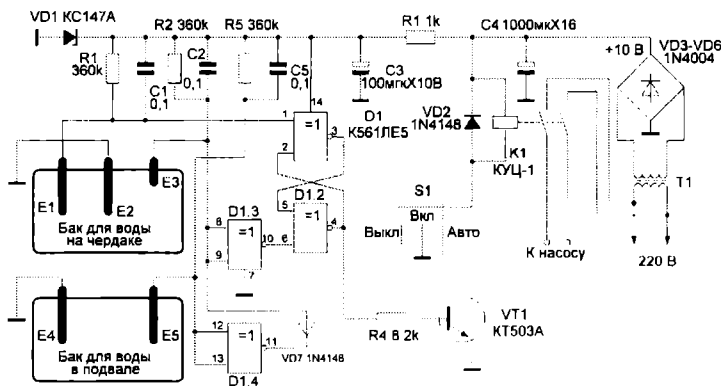 VD1 КС147А
R2 360k
R5 360k
R1 1k
C4 1000мкХ16
VD3-VD6
1N4004
+10 В
R1
360k
C1
0,1
C2
0,1
C5
0,1
C3
100мгкХ10В
14
1
2
3
=1
D1
К561ЛЕ5
VD2
1N4148
K1
КУЦ-1
T1
220 В
К насосу
S1
Вкл
Выкл
Авто
E1
E2
E3
Бак для воды
на чердаке
D1.3
8
9
=1
10
7
D1.2
5
6
=1
4
E4
E5
Бак для воды
в подвале
12
13
=1
11
D1.4
VD7 1N4148
R4 8 2k
VT1
КТ503А